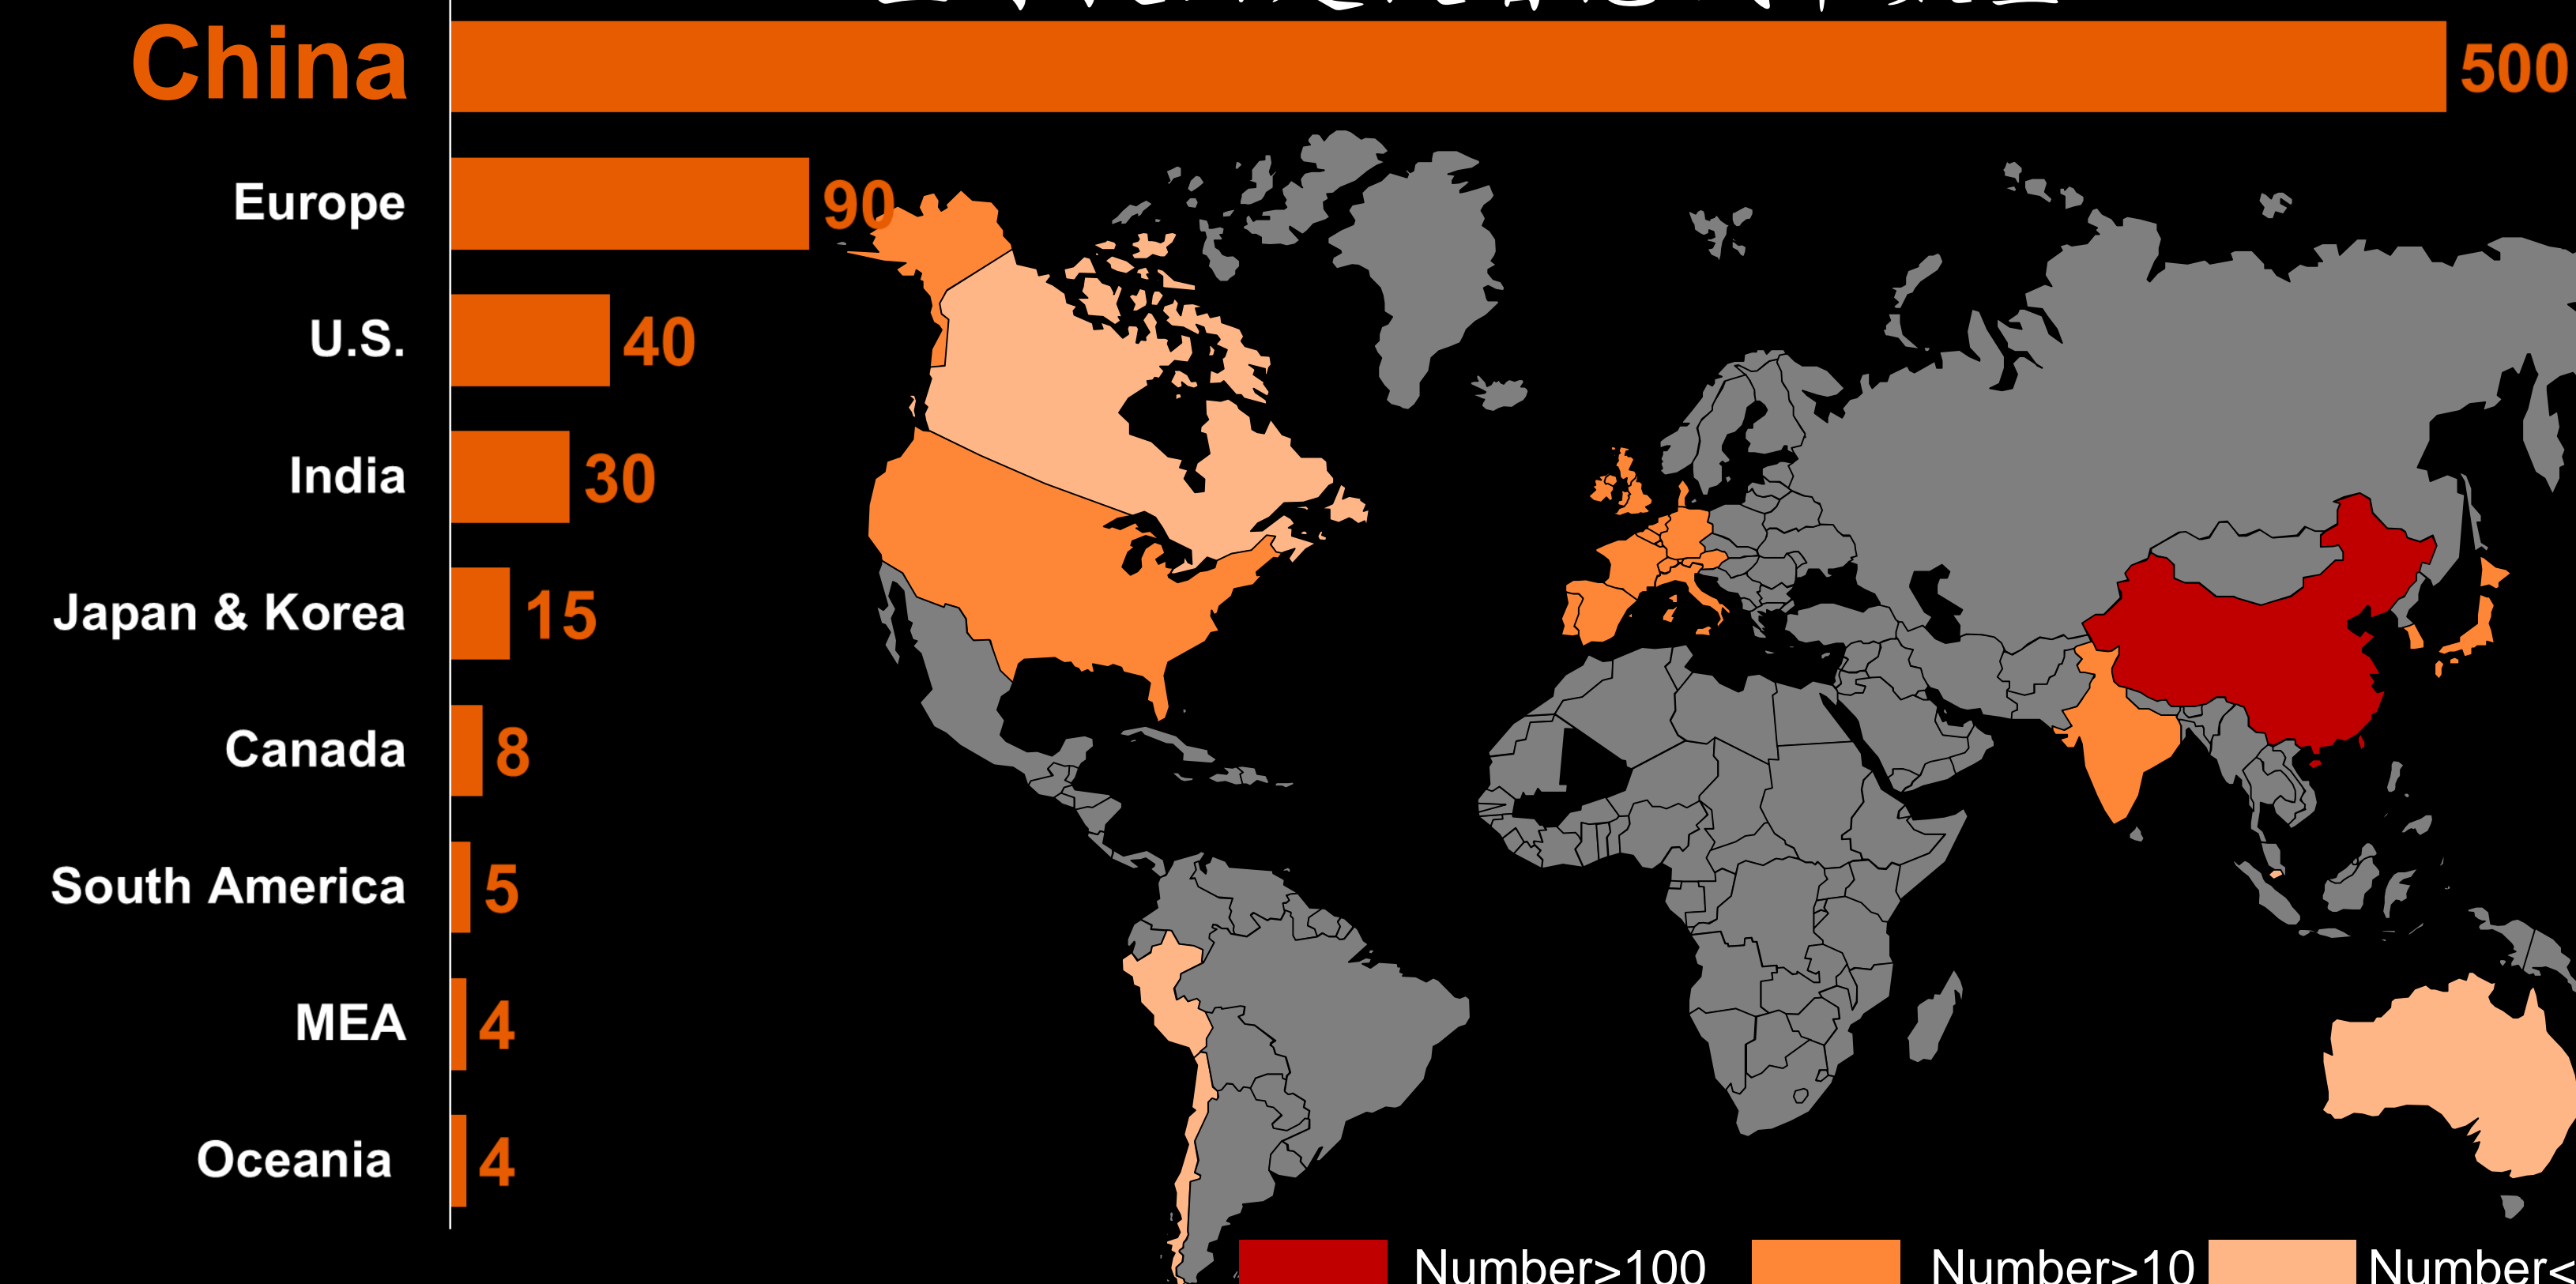 China 500
Europe 90
U.S. 40
India 30
Japan & Korea 15
Canada 8
South America 5
MEA 4
Oceania 4
Number>100 Number>10 Number<